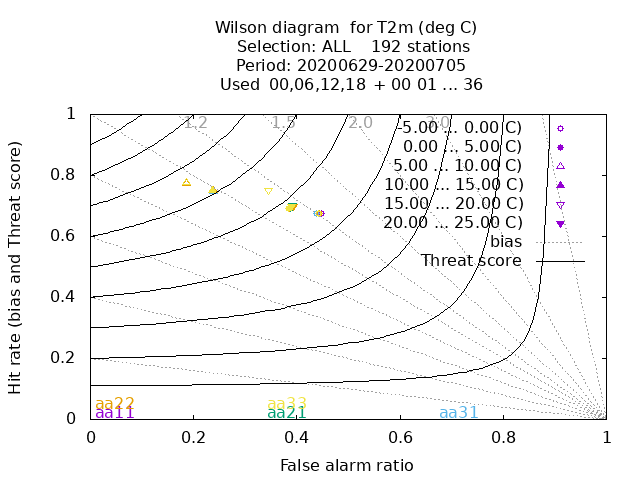 Wilson diagram  for T2m (deg C)
Selection: ALL    192 stations
Period: 20200629-20200705
Used  00,06,12,18  + 00 01 ... 36
Hit rate (bias and Threat score)
1
0.8
0.6
0.4
0.2
0
1.2
1.5
2.0
3.0
-5.00 ... 0.00 C)
0.00 ... 5.00 C)
5.00 ... 10.00 C)
10.00 ... 15.00 C)
15.00 ... 20.00 C)
20.00 ... 25.00 C)
bias
Threat score
aa22 aa33
aa11 aa21 aa31
0 0.2 0.4 0.6 0.8 1
False alarm ratio